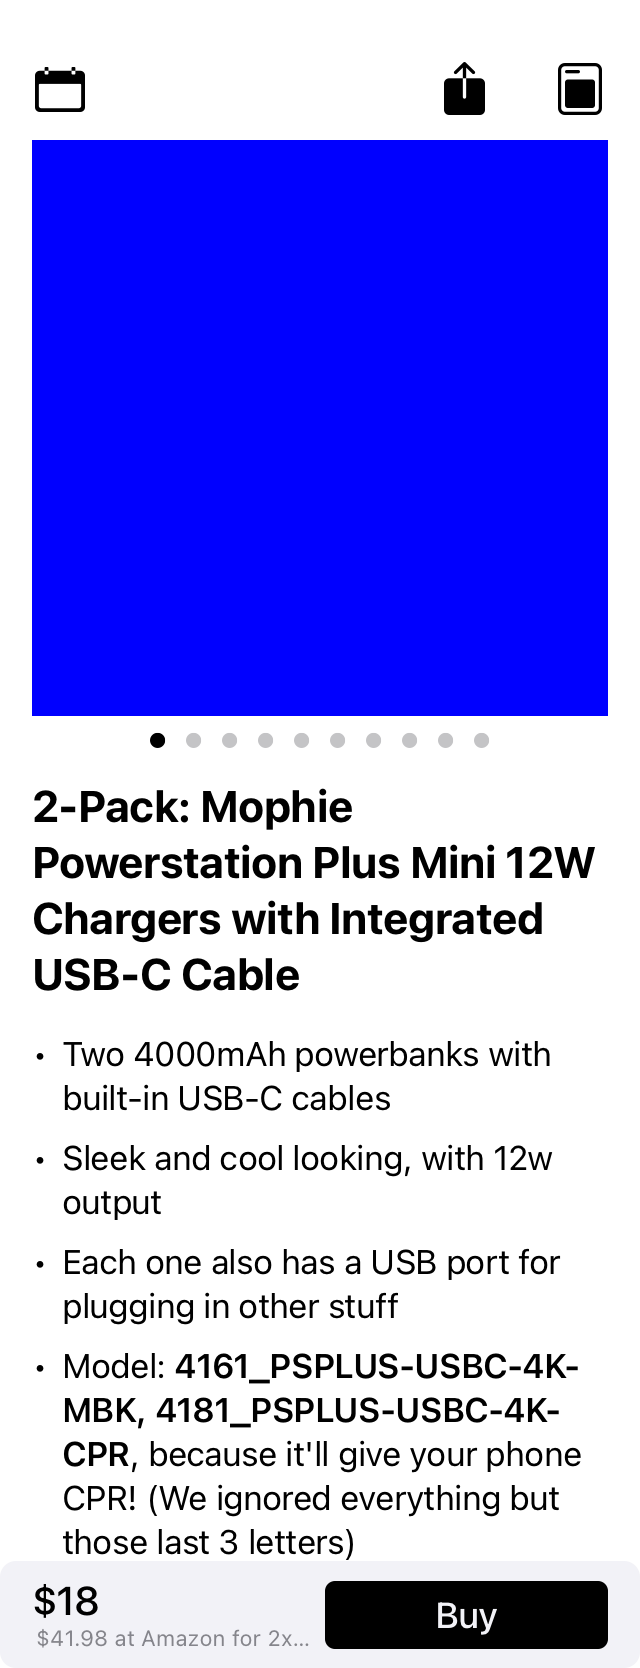 2-Pack: Mophie
Powerstation Plus Mini 12W
Chargers with Integrated
USB-C Cable
• Two 4000mAh powerbanks with
built-in USB-C cables
• Sleek and cool looking, with 12w
output
• Each one also has a USB port for
plugging in other stuff
• Model: 4161_PSPLUS-USBC-4K-
MBK, 4181_PSPLUS-USBC-4K-
CPR, because it'll give your phone
CPR! (We ignored everything but
those last 3 letters)
$18
$41.98 at Amazon for 2x...
Buy